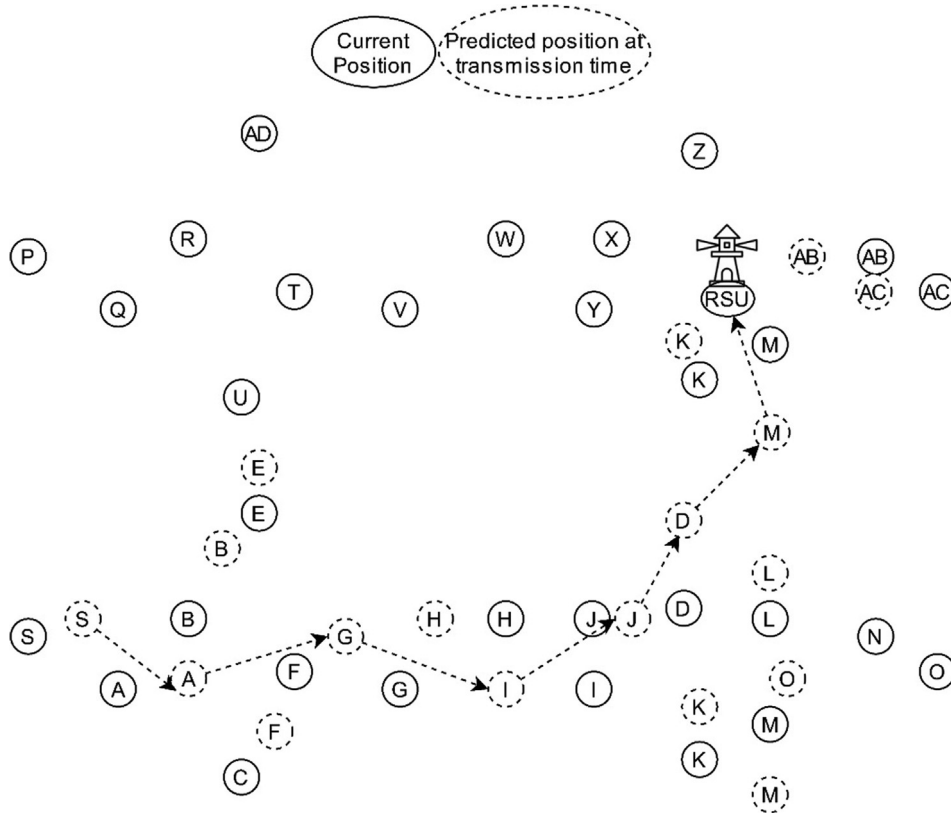 Current
Position
Predicted position at
transmission time
AD
Z
R
W
X
P
AB
AB
T
AC
AC
Q
V
Y
RSU
K
M
K
U
M
E
E
D
B
L
S
S
B
H
H
J
J
D
L
G
N
A
A
F
G
I
I
O
O
K
F
M
C
K
M